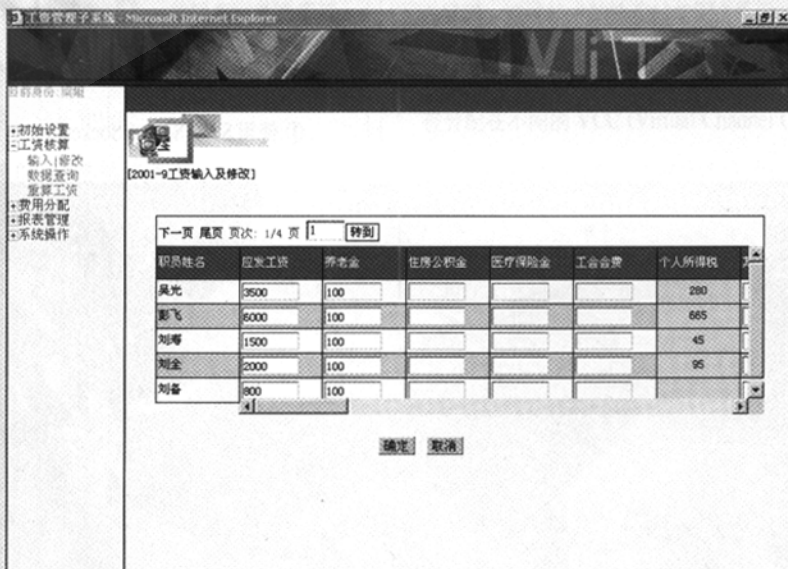 工资管理子系统 - Microsoft Internet Explorer
初始设置
工资核算
输入|修改
数据查询
重算工资
费用分配
报表管理
系统操作
[2001-9工资输入及修改]
下一页 尾页 页次: 1/4 页 1 转到
职员姓名 应发工资 养老金 住房公积金 医疗保险金 工会会费 个人所得税
吴光 3500 100 280
彭飞 6000 100 665
刘寿 1500 100 45
刘全 2000 100 95
刘备 800 100
确定 取消